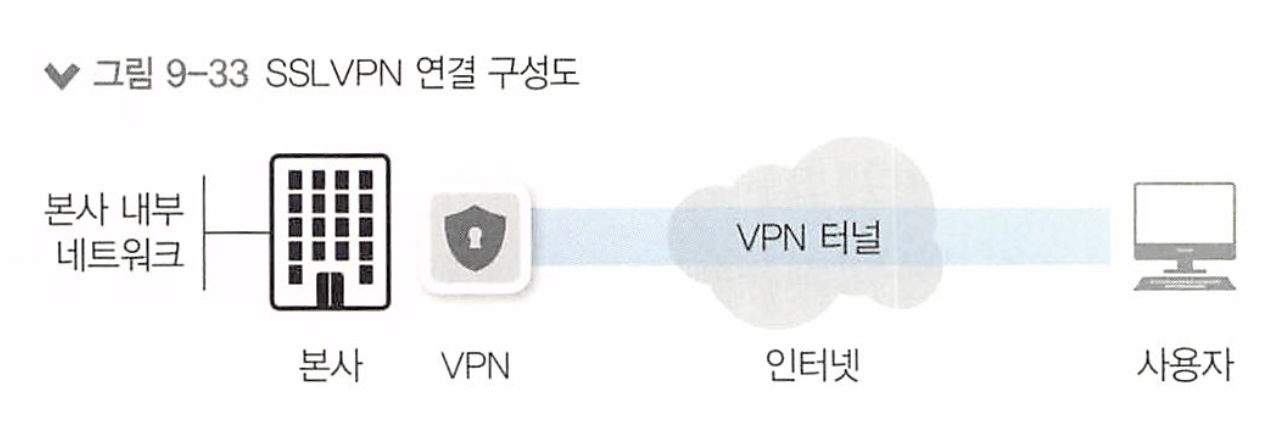 그림 9-33 SSLVPN 연결 구성도
본사 내부
네트워크
VPN 터널
본사
VPN
인터넷
사용자